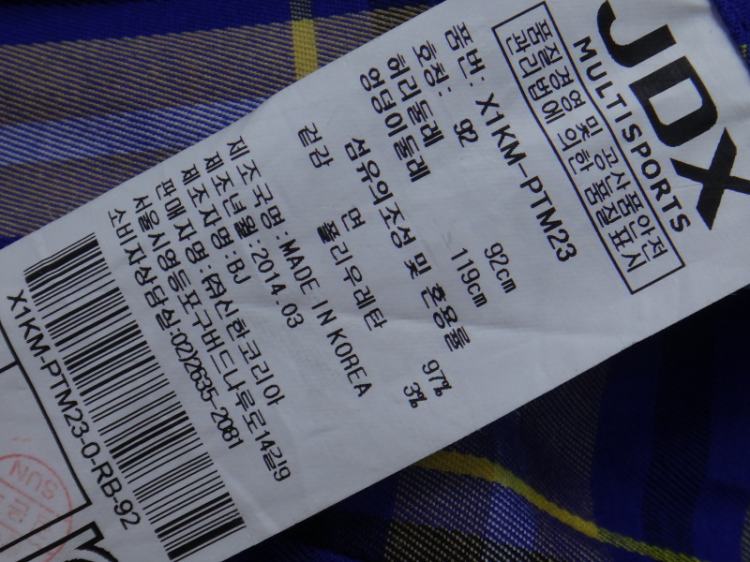 JDX
MULTISPORTS
품질경영 및 공산품안전
관리법에 의한 품질표시
품번: X1KM-PTM23
호칭: 92
허리둘레 92cm
엉덩이둘레 119cm
섬유의조성 및 혼용률
겉감 면 97%
폴리우레탄 3%
제조국명: MADE IN KOREA
제조년월: 2014.03
제조자명: BJ
판매자명: ㈜신한코리아
서울시영등포구버드나루로14길9
소비자상담실:02)2635-2081
X1KM-PTM23-0-RB-92
SUN